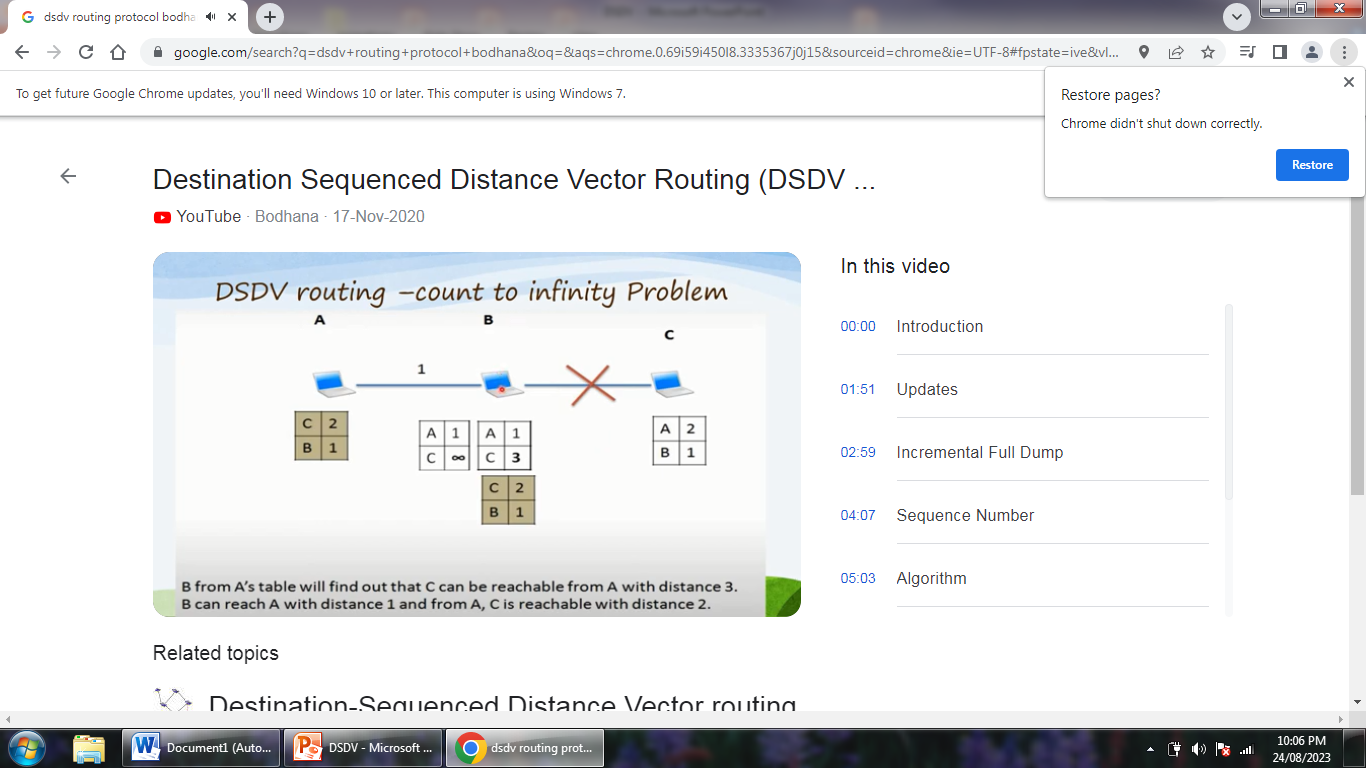 dsdv routing protocol bodha
google.com/search?q=dsdv+routing+protocol+bodhana&oq=&aqs=chrome.0.69i59i450l8.3335367j0j15&sourceid=chrome&ie=UTF-8#fpstate=ive&vl...
To get future Google Chrome updates, you'll need Windows 10 or later. This computer is using Windows 7.
Restore pages?
Chrome didn't shut down correctly.
Restore
Destination Sequenced Distance Vector Routing (DSDV ...
YouTube · Bodhana · 17-Nov-2020
DSDV routing –count to infinity Problem
A B C
1
C 2
B 1
A 1
C ∞
A 1
C 3
C 2
B 1
A 2
B 1
B from A's table will find out that C can be reachable from A with distance 3.
B can reach A with distance 1 and from A, C is reachable with distance 2.
In this video
00:00 Introduction
01:51 Updates
02:59 Incremental Full Dump
04:07 Sequence Number
05:03 Algorithm
Related topics
Destination-Sequenced Distance Vector routing
Document1 (Auto...
DSDV - Microsoft ...
dsdv routing prot...
10:06 PM
24/08/2023